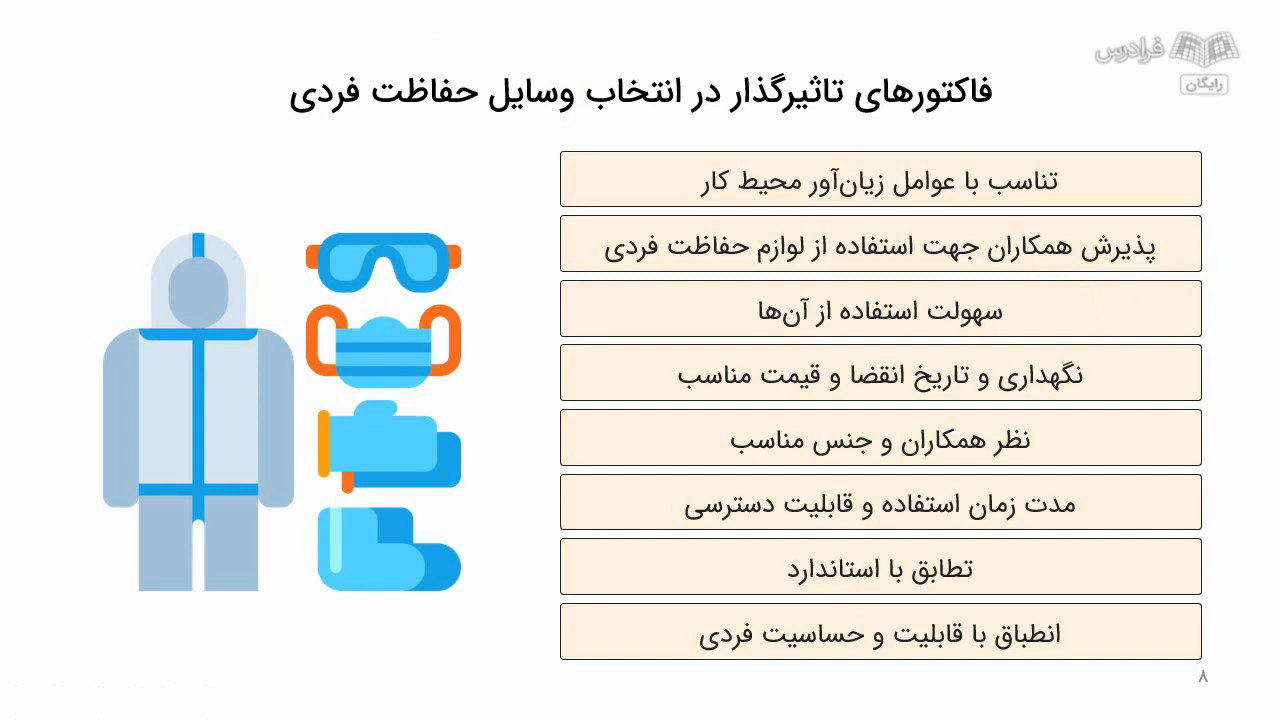 فرادرس
رایگان
فاکتورهای تاثیرگذار در انتخاب وسایل حفاظت فردی
تناسب با عوامل زیان‌آور محیط کار
پذیرش همکاران جهت استفاده از لوازم حفاظت فردی
سهولت استفاده از آن‌ها
نگهداری و تاریخ انقضا و قیمت مناسب
نظر همکاران و جنس مناسب
مدت زمان استفاده و قابلیت دسترسی
تطابق با استاندارد
انطباق با قابلیت و حساسیت فردی
۸